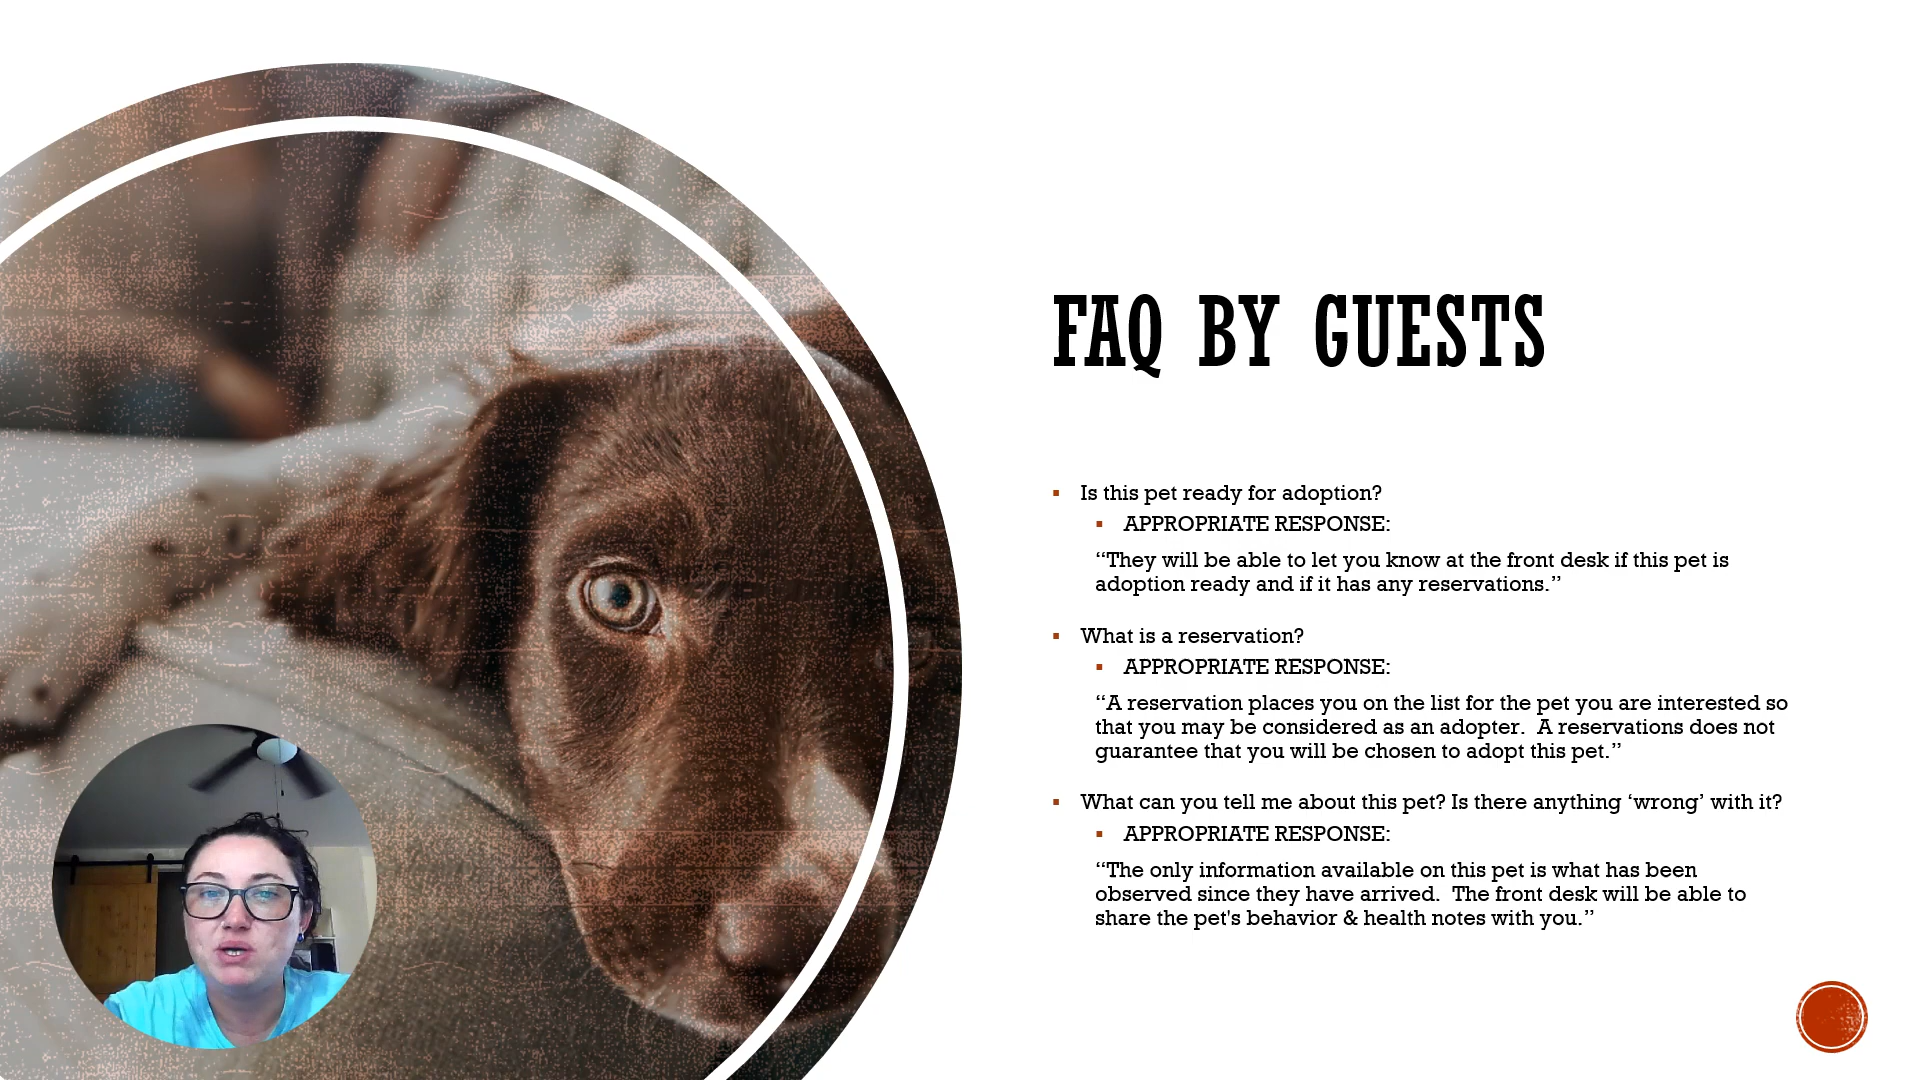 FAQ BY GUESTS
▪ Is this pet ready for adoption?
▪ APPROPRIATE RESPONSE:
“They will be able to let you know at the front desk if this pet is
adoption ready and if it has any reservations.”
▪ What is a reservation?
▪ APPROPRIATE RESPONSE:
“A reservation places you on the list for the pet you are interested so
that you may be considered as an adopter.  A reservations does not
guarantee that you will be chosen to adopt this pet.”
▪ What can you tell me about this pet? Is there anything ‘wrong’ with it?
▪ APPROPRIATE RESPONSE:
“The only information available on this pet is what has been
observed since they have arrived.  The front desk will be able to
share the pet's behavior & health notes with you.”